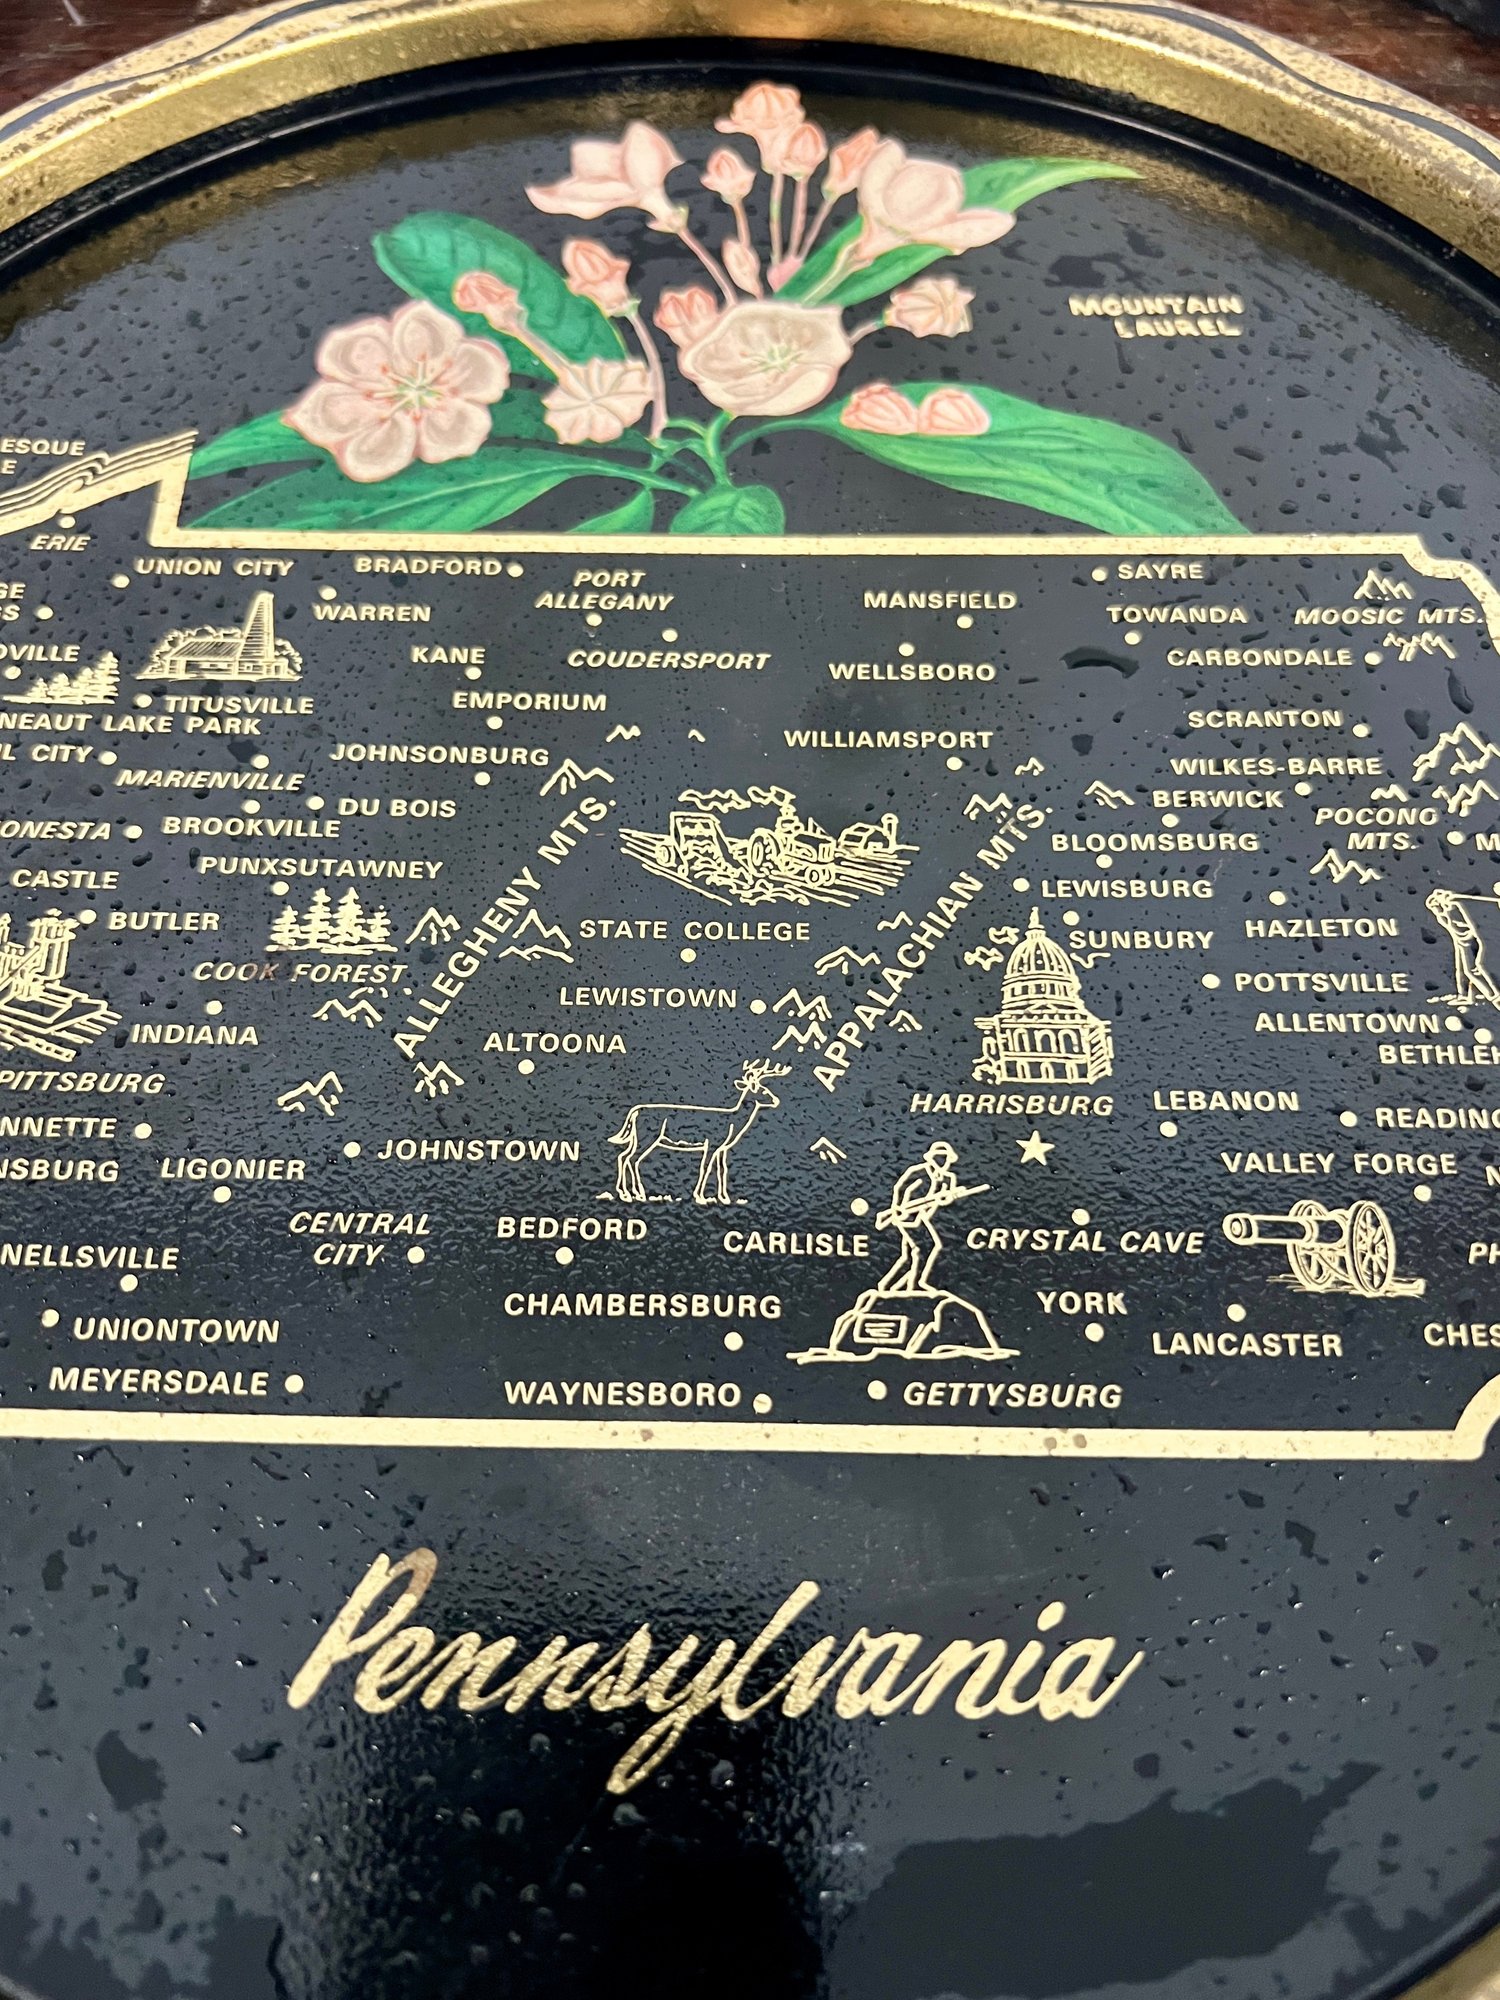 MOUNTAIN
LAUREL
ERIE
UNION CITY
BRADFORD
PORT
ALLEGANY
SAYRE
WARREN
MANSFIELD
TOWANDA
MOOSIC MTS.
KANE
COUDERSPORT
WELLSBORO
CARBONDALE
TITUSVILLE
EMPORIUM
LAKE PARK
SCRANTON
CITY
JOHNSONBURG
WILLIAMSPORT
WILKES-BARRE
MARIENVILLE
DU BOIS
BERWICK
POCONO
MTS.
BROOKVILLE
BLOOMSBURG
CASTLE
PUNXSUTAWNEY
ALLEGHENY MTS.
APPALACHIAN MTS.
LEWISBURG
BUTLER
STATE COLLEGE
SUNBURY
HAZLETON
COOK FOREST
LEWISTOWN
POTTSVILLE
INDIANA
ALTOONA
ALLENTOWN
PITTSBURG
HARRISBURG
LEBANON
READING
JOHNSTOWN
LIGONIER
VALLEY FORGE
CENTRAL
CITY
BEDFORD
CARLISLE
CRYSTAL CAVE
CHAMBERSBURG
YORK
UNIONTOWN
LANCASTER
MEYERSDALE
WAYNESBORO
GETTYSBURG
Pennsylvania